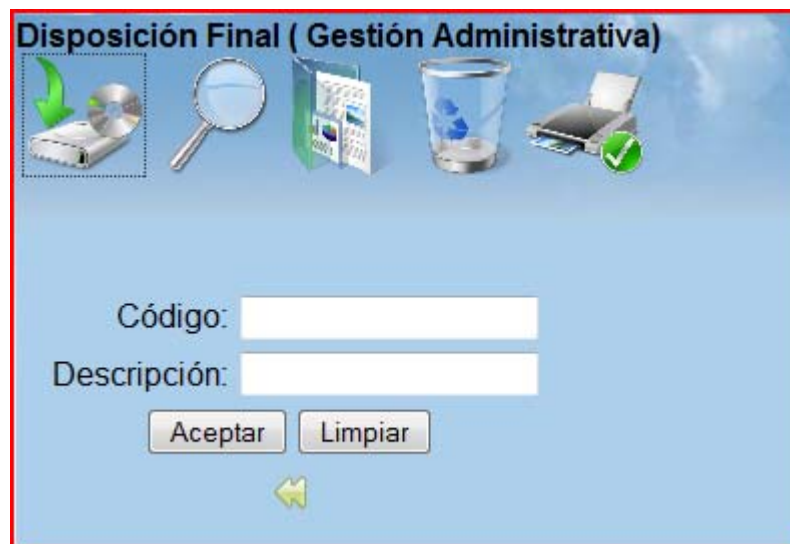 Disposición Final ( Gestión Administrativa)
Código:
Descripción:
Aceptar Limpiar